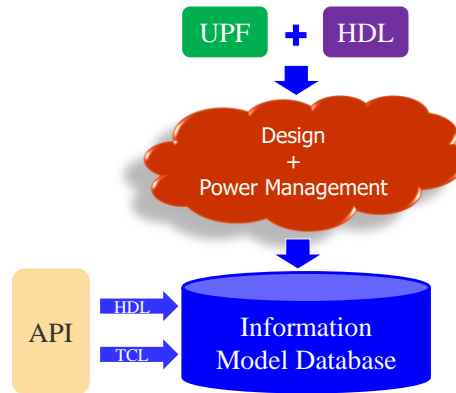 UPF + HDL
Design
+
Power Management
API
HDL
TCL
Information
Model Database